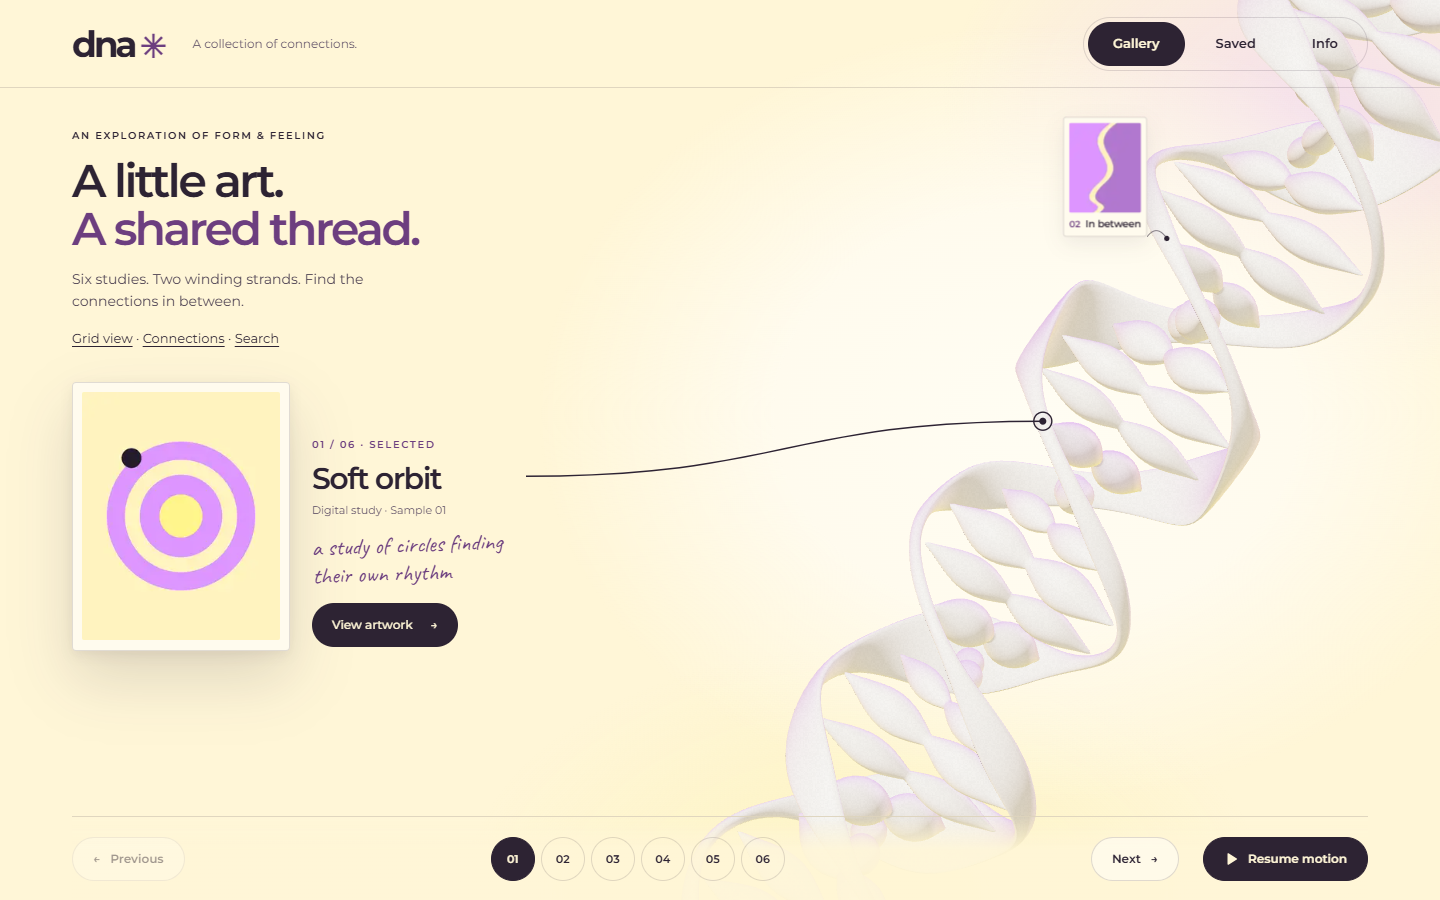 dna
A collection of connections.
Gallery
Saved
Info
AN EXPLORATION OF FORM & FEELING
A little art.
A shared thread.
Six studies. Two winding strands. Find the
connections in between.
Grid view · Connections · Search
02 In between
01 / 06 · SELECTED
Soft orbit
Digital study · Sample 01
a study of circles finding
their own rhythm
View artwork →
← Previous
01
02
03
04
05
06
Next →
Resume motion